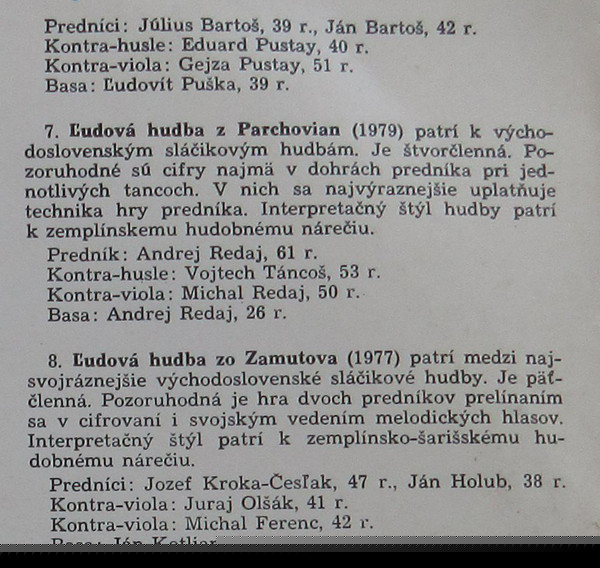 Predníci: Július Bartoš, 39 r., Ján Bartoš, 42 r.
Kontra-husle: Eduard Pustay, 40 r.
Kontra-viola: Gejza Pustay, 51 r.
Basa: Ľudovít Puška, 39 r.
7. Ľudová hudba z Parchovian (1979) patrí k výcho-
doslovenským sláčikovým hudbám. Je štvorčlenná. Po-
zoruhodné sú cifry najmä v dohrách predníka pri jed-
notlivých tancoch. V nich sa najvýraznejšie uplatňuje
technika hry predníka. Interpretačný štýl hudby patrí
k zemplínskemu hudobnému nárečiu.
Predník: Andrej Redaj, 61 r.
Kontra-husle: Vojtech Táncoš, 53 r.
Kontra-viola: Michal Redaj, 50 r.
Basa: Andrej Redaj, 26 r.
8. Ľudová hudba zo Zamutova (1977) patrí medzi naj-
svojráznejšie východoslovenské sláčikové hudby. Je päť-
členná. Pozoruhodná je hra dvoch predníkov prelínaním
sa v cifrovaní i svojským vedením melodických hlasov.
Interpretačný štýl patrí k zemplínsko-šarišskému hu-
dobnému nárečiu.
Predníci: Jozef Kroka-Česľak, 47 r., Ján Holub, 38 r.
Kontra-viola: Juraj Olšák, 41 r.
Kontra-viola: Michal Ferenc, 42 r.
Basa: Ján Kotliar